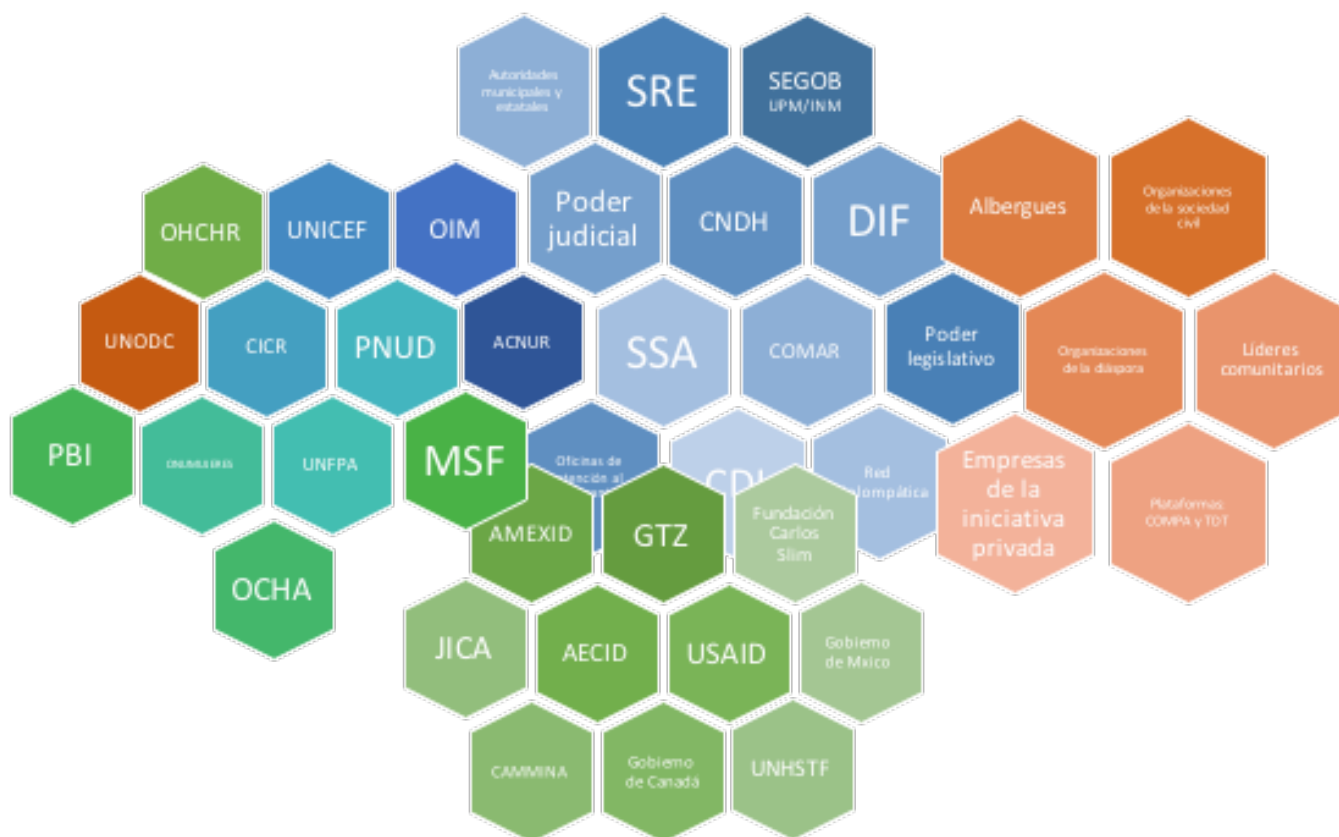 Autoridades
municipales y
estatales
SRE
SEGOB
UPM/INM
Albergues
Organizaciones
de la sociedad
civil
OHCHR
UNICEF
OIM
Poder
judicial
CNDH
DIF
UNODC
CICR
PNUD
ACNUR
SSA
COMAR
Poder
legislativo
Organizaciones
de la diáspora
Líderes
comunitarios
PBI
ONUMUJERES
UNFPA
MSF
Oficinas de
Red
Empresas
de la
iniciativa
privada
Plataformas:
COMPA y TDT
OCHA
AMEXID
GTZ
Fundación
Carlos
Slim
JICA
AECID
USAID
Gobierno
de Mxico
CAMMINA
Gobierno
de Canadá
UNHSTF